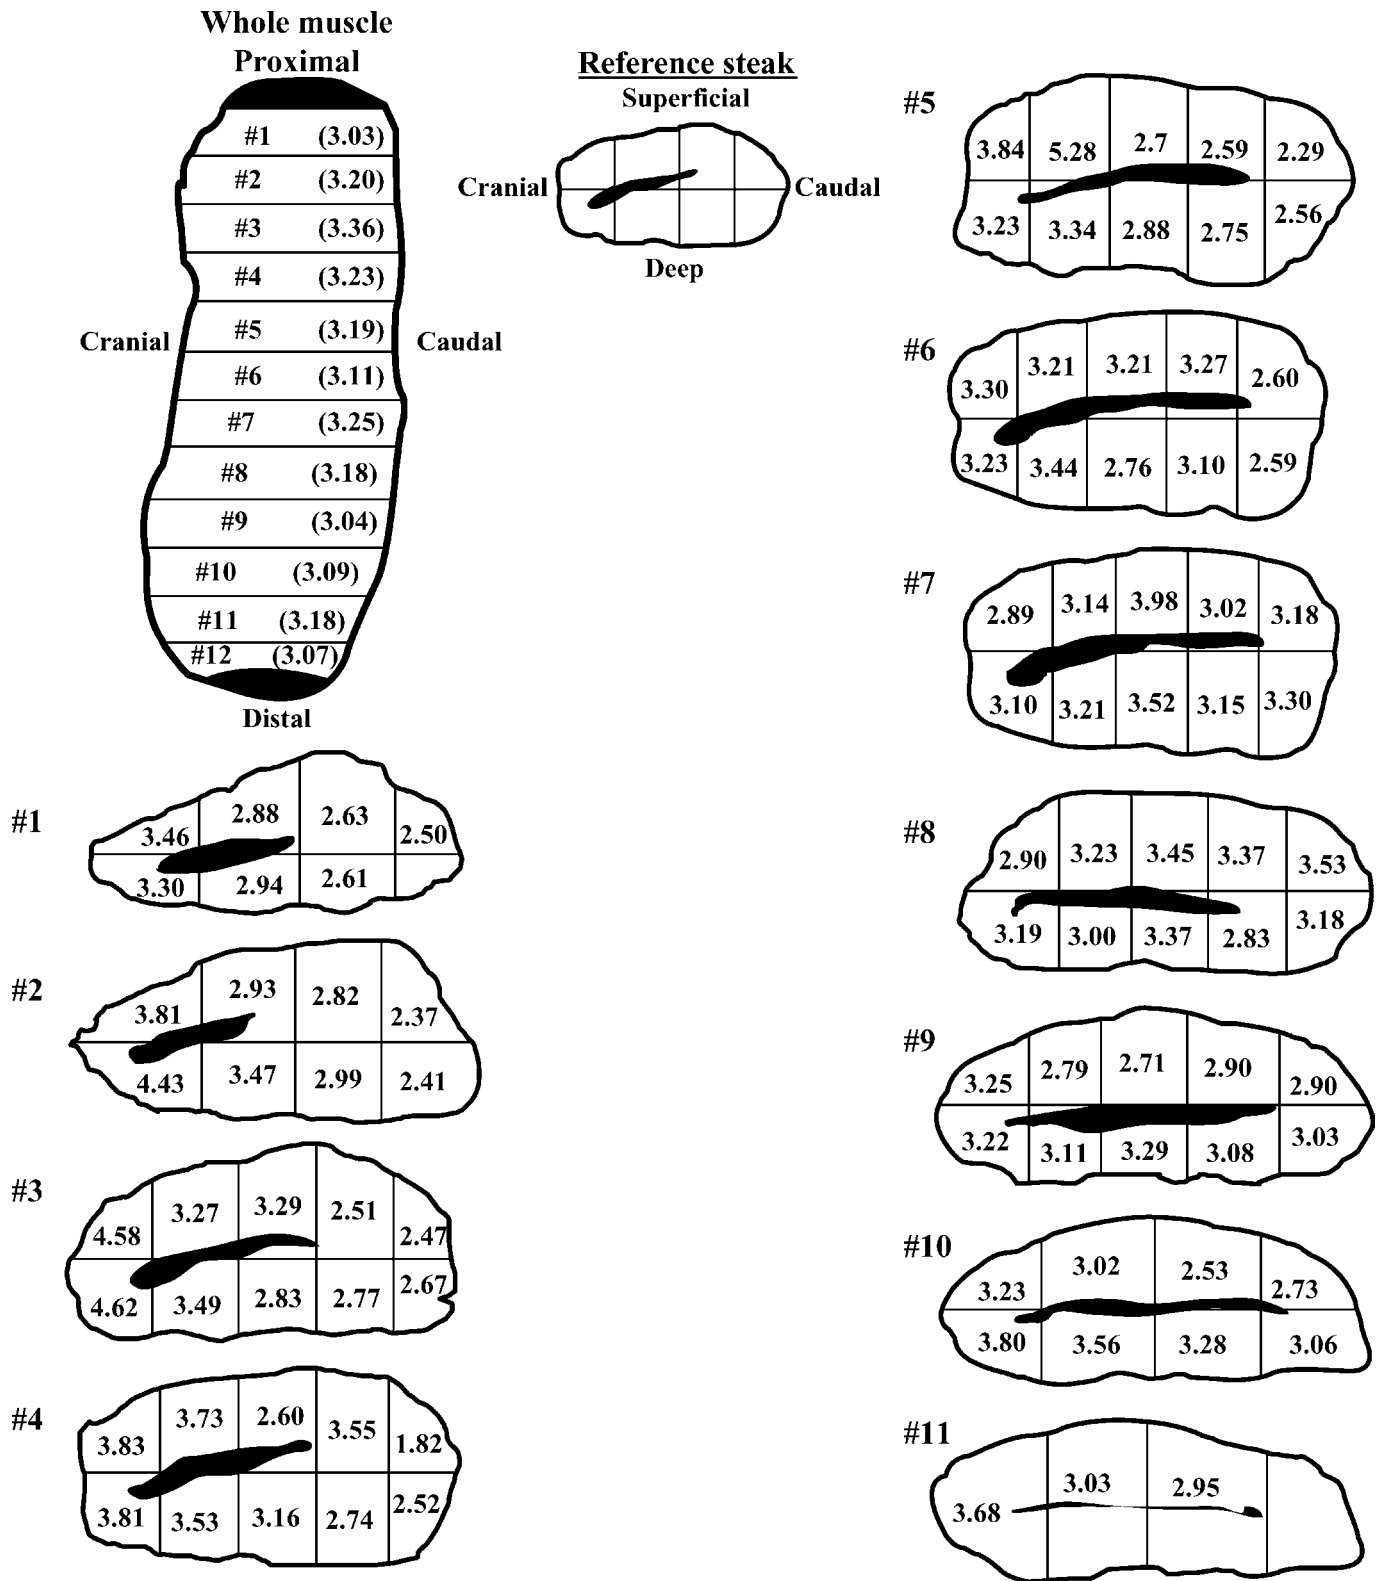 Whole muscle
Proximal
#1 (3.03)
#2 (3.20)
#3 (3.36)
#4 (3.23)
#5 (3.19)
#6 (3.11)
#7 (3.25)
#8 (3.18)
#9 (3.04)
#10 (3.09)
#11 (3.18)
#12 (3.07)
Cranial
Caudal
Distal
Reference steak
Superficial
Cranial
Caudal
Deep
#1
3.46 2.88 2.63 2.50
3.30 2.94 2.61
#2
3.81 2.93 2.82 2.37
4.43 3.47 2.99 2.41
#3
4.58 3.27 3.29 2.51 2.47
4.62 3.49 2.83 2.77 2.67
#4
3.83 3.73 2.60 3.55 1.82
3.81 3.53 3.16 2.74 2.52
#5
3.84 5.28 2.7 2.59 2.29
3.23 3.34 2.88 2.75 2.56
#6
3.30 3.21 3.21 3.27 2.60
3.23 3.44 2.76 3.10 2.59
#7
2.89 3.14 3.98 3.02 3.18
3.10 3.21 3.52 3.15 3.30
#8
2.90 3.23 3.45 3.37 3.53
3.19 3.00 3.37 2.83 3.18
#9
3.25 2.79 2.71 2.90 2.90
3.22 3.11 3.29 3.08 3.03
#10
3.23 3.02 2.53 2.73
3.80 3.56 3.28 3.06
#11
3.68 3.03 2.95